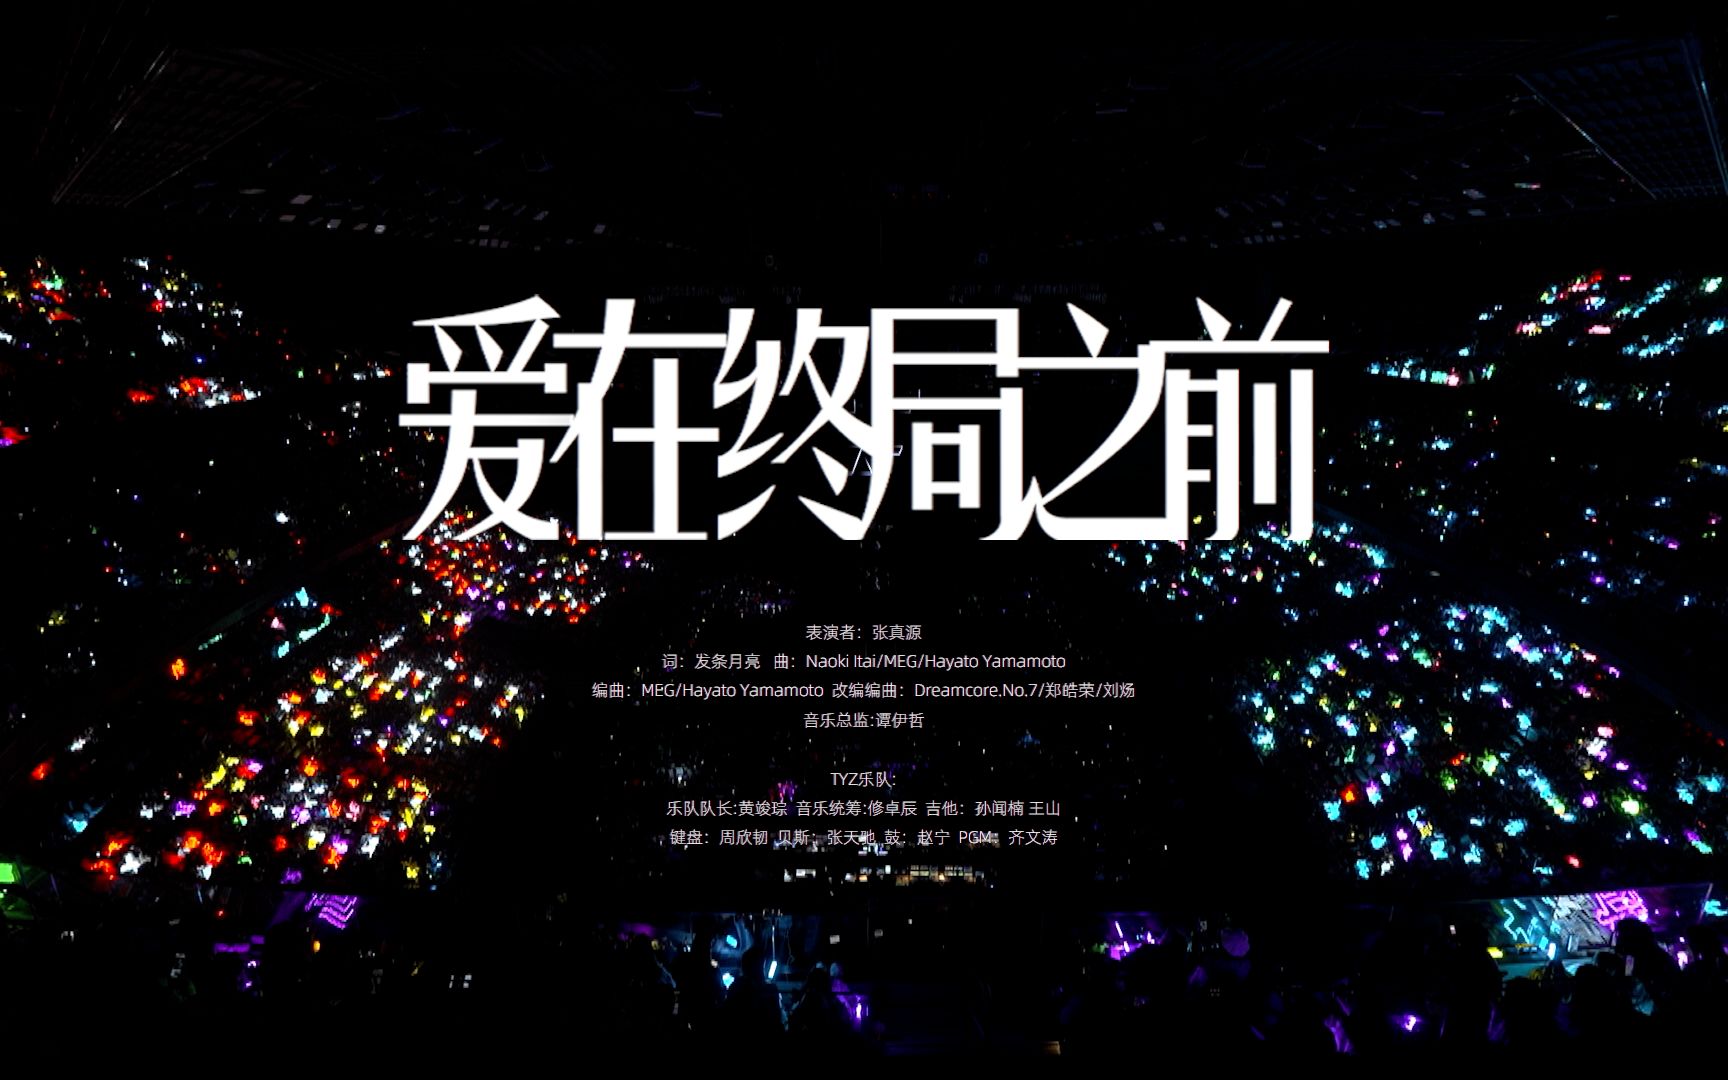 爱在终局之前
表演者：张真源
词：发条月亮 曲：Naoki Itai/MEG/Hayato Yamamoto
编曲：MEG/Hayato Yamamoto 改编编曲：Dreamcore.No.7/郑皓荣/刘炀
音乐总监:谭伊哲
TYZ乐队:
乐队队长:黄竣琮 音乐统筹:修卓辰 吉他：孙闻楠 王山
键盘：周欣韧 贝斯：张天驰 鼓：赵宁 PGM：齐文涛